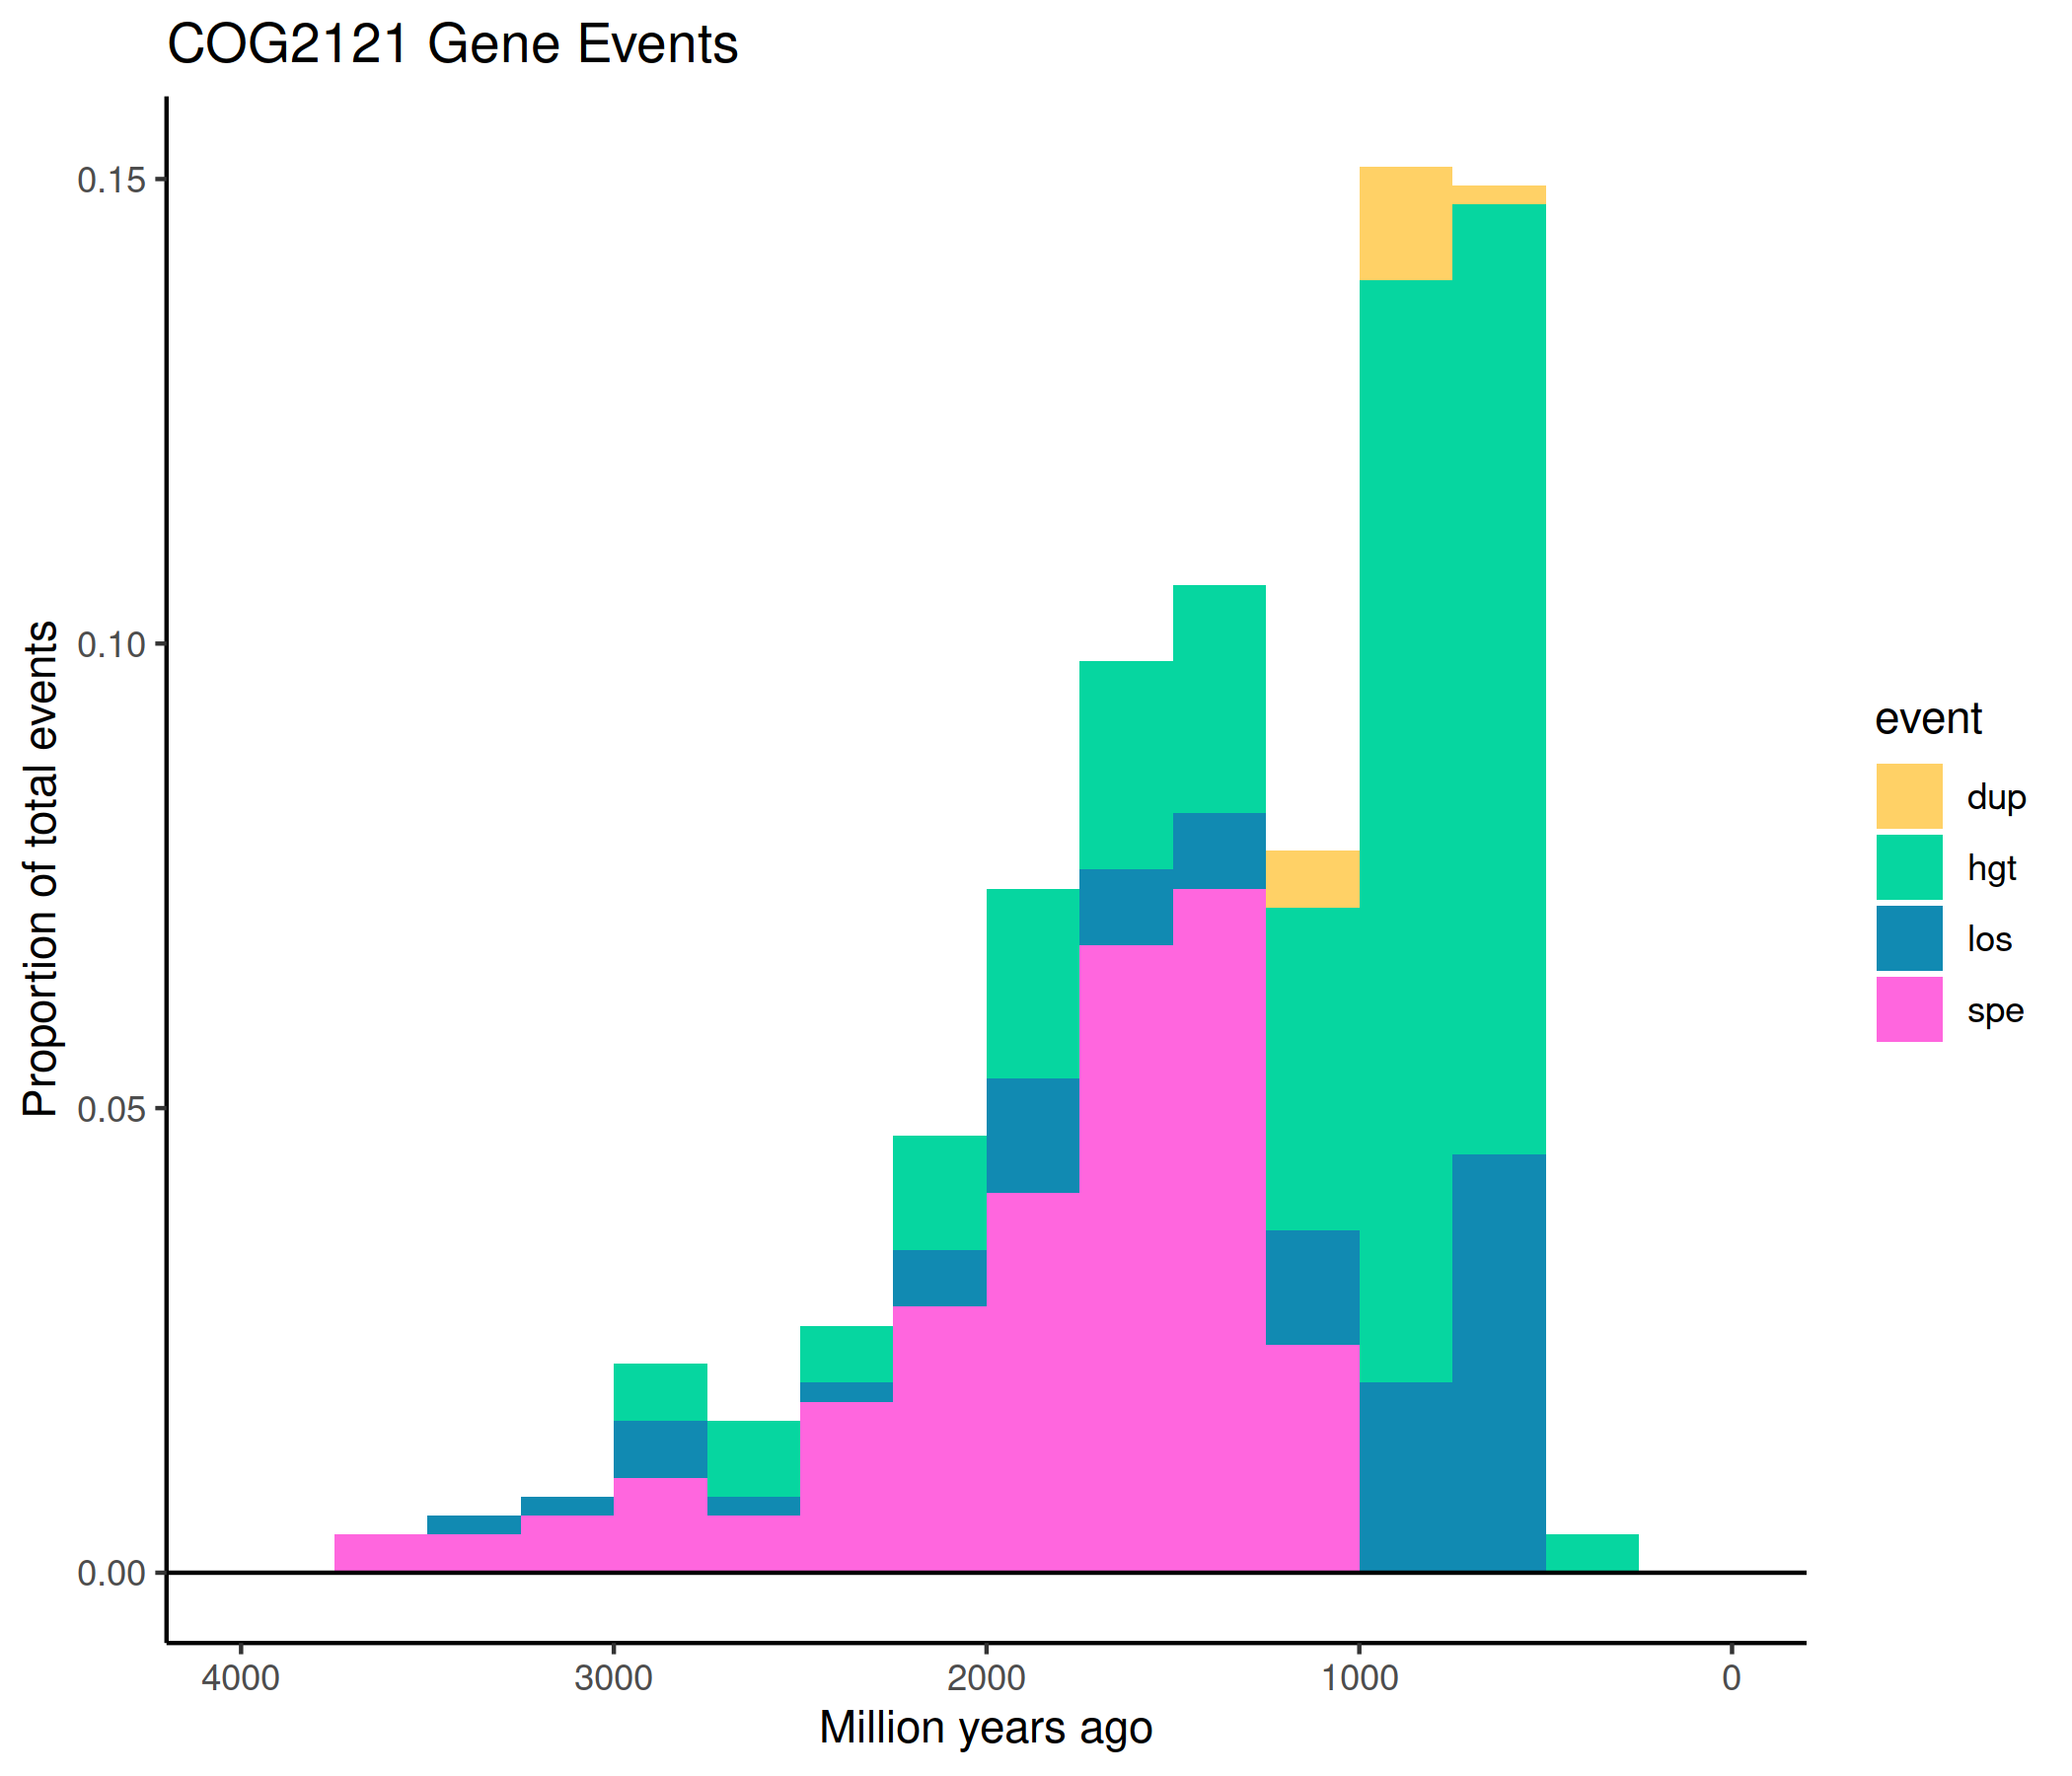 COG2121 Gene Events
Proportion of total events
0.15
0.10
0.05
0.00
4000 3000 2000 1000 0
Million years ago
event
dup
hgt
los
spe